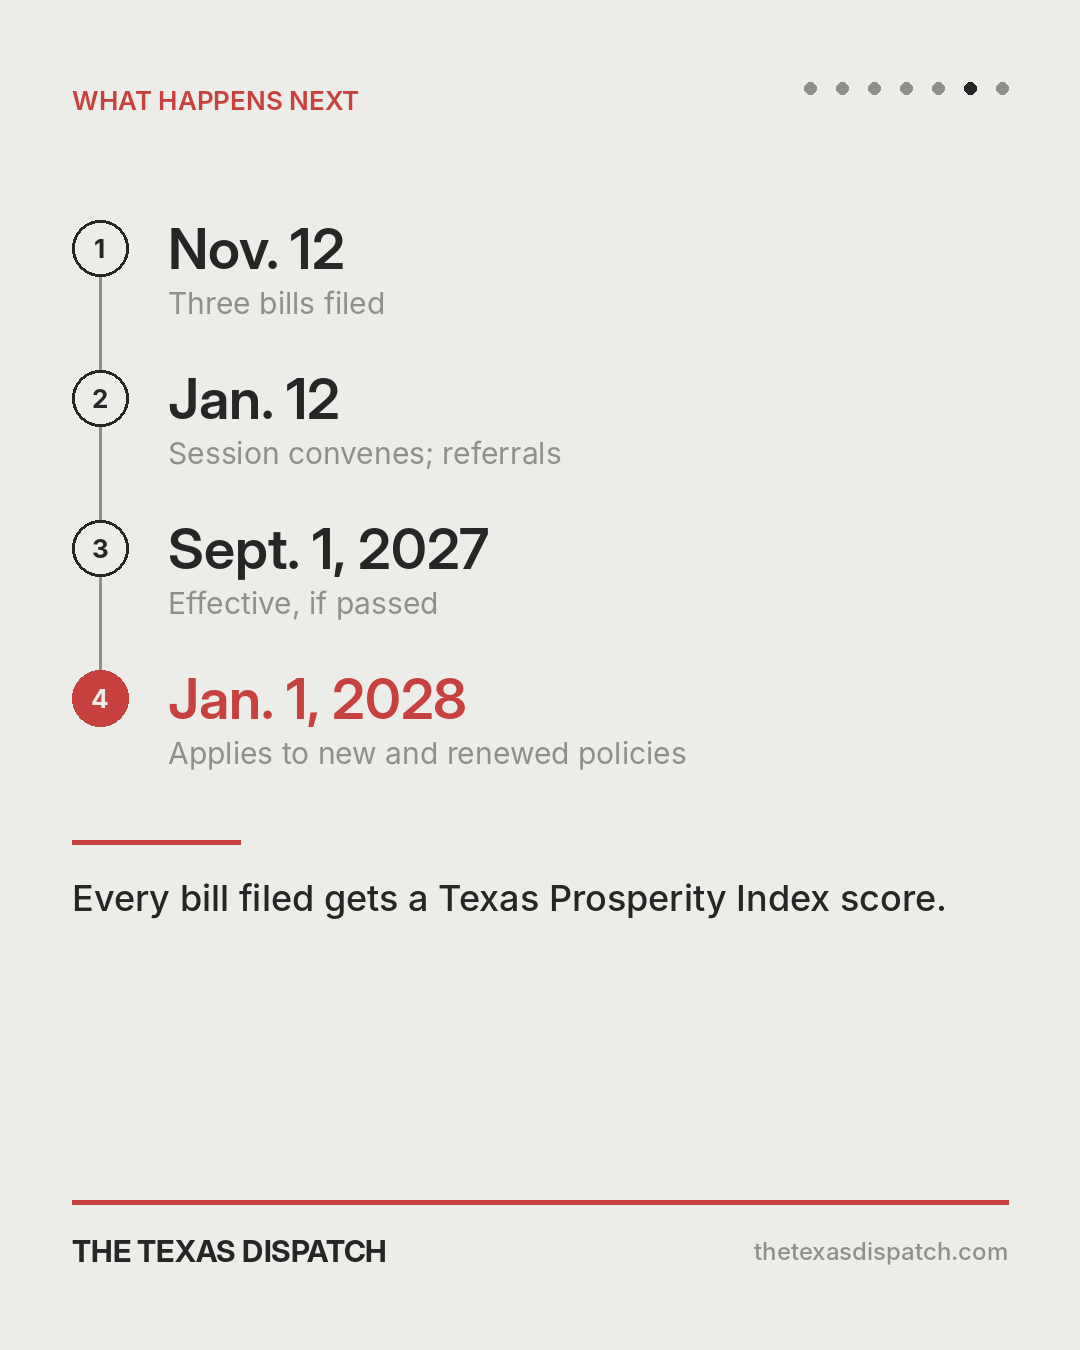 WHAT HAPPENS NEXT
1
Nov. 12
Three bills filed
2
Jan. 12
Session convenes; referrals
3
Sept. 1, 2027
Effective, if passed
4
Jan. 1, 2028
Applies to new and renewed policies
Every bill filed gets a Texas Prosperity Index score.
THE TEXAS DISPATCH
thetexasdispatch.com